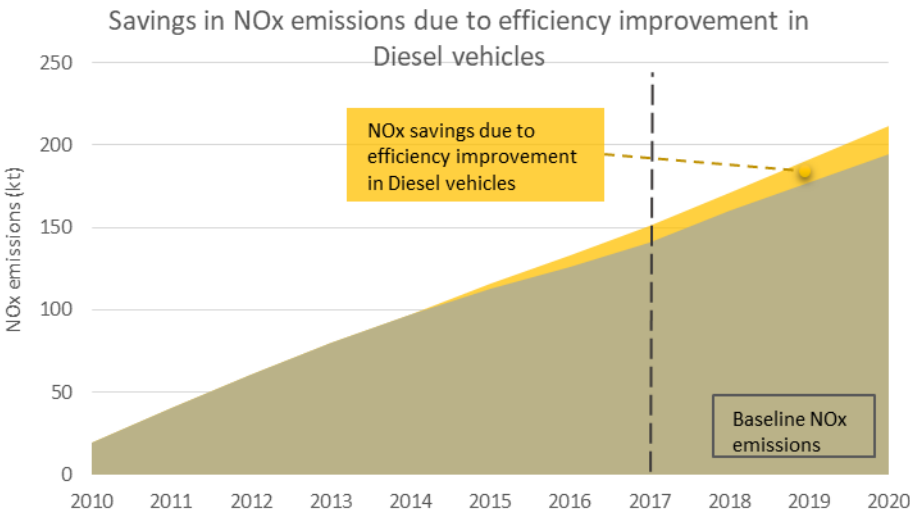 Savings in NOx emissions due to efficiency improvement in
Diesel vehicles
250
200
150
100
50
0
NOx emissions (kt)
NOx savings due to
efficiency improvement
in Diesel vehicles
Baseline NOx
emissions
2010 2011 2012 2013 2014 2015 2016 2017 2018 2019 2020